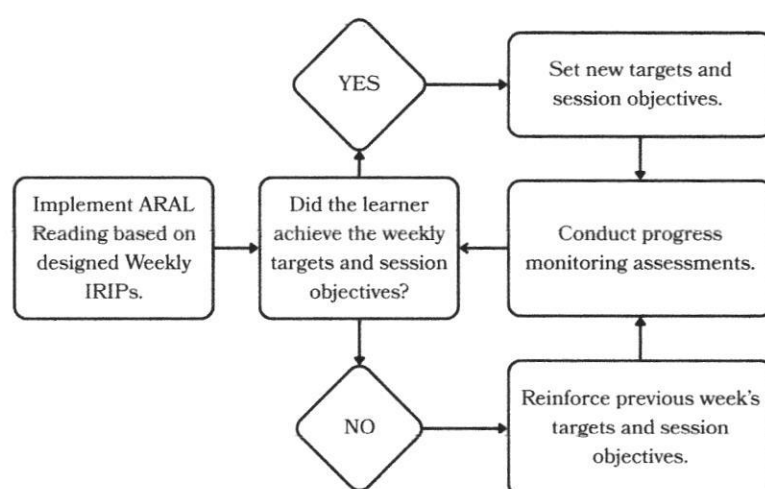 Implement ARAL
Reading based on
designed Weekly
IRIPs.
Did the learner
achieve the weekly
targets and session
objectives?
YES
Set new targets and
session objectives.
Conduct progress
monitoring assessments.
NO
Reinforce previous week's
targets and session
objectives.